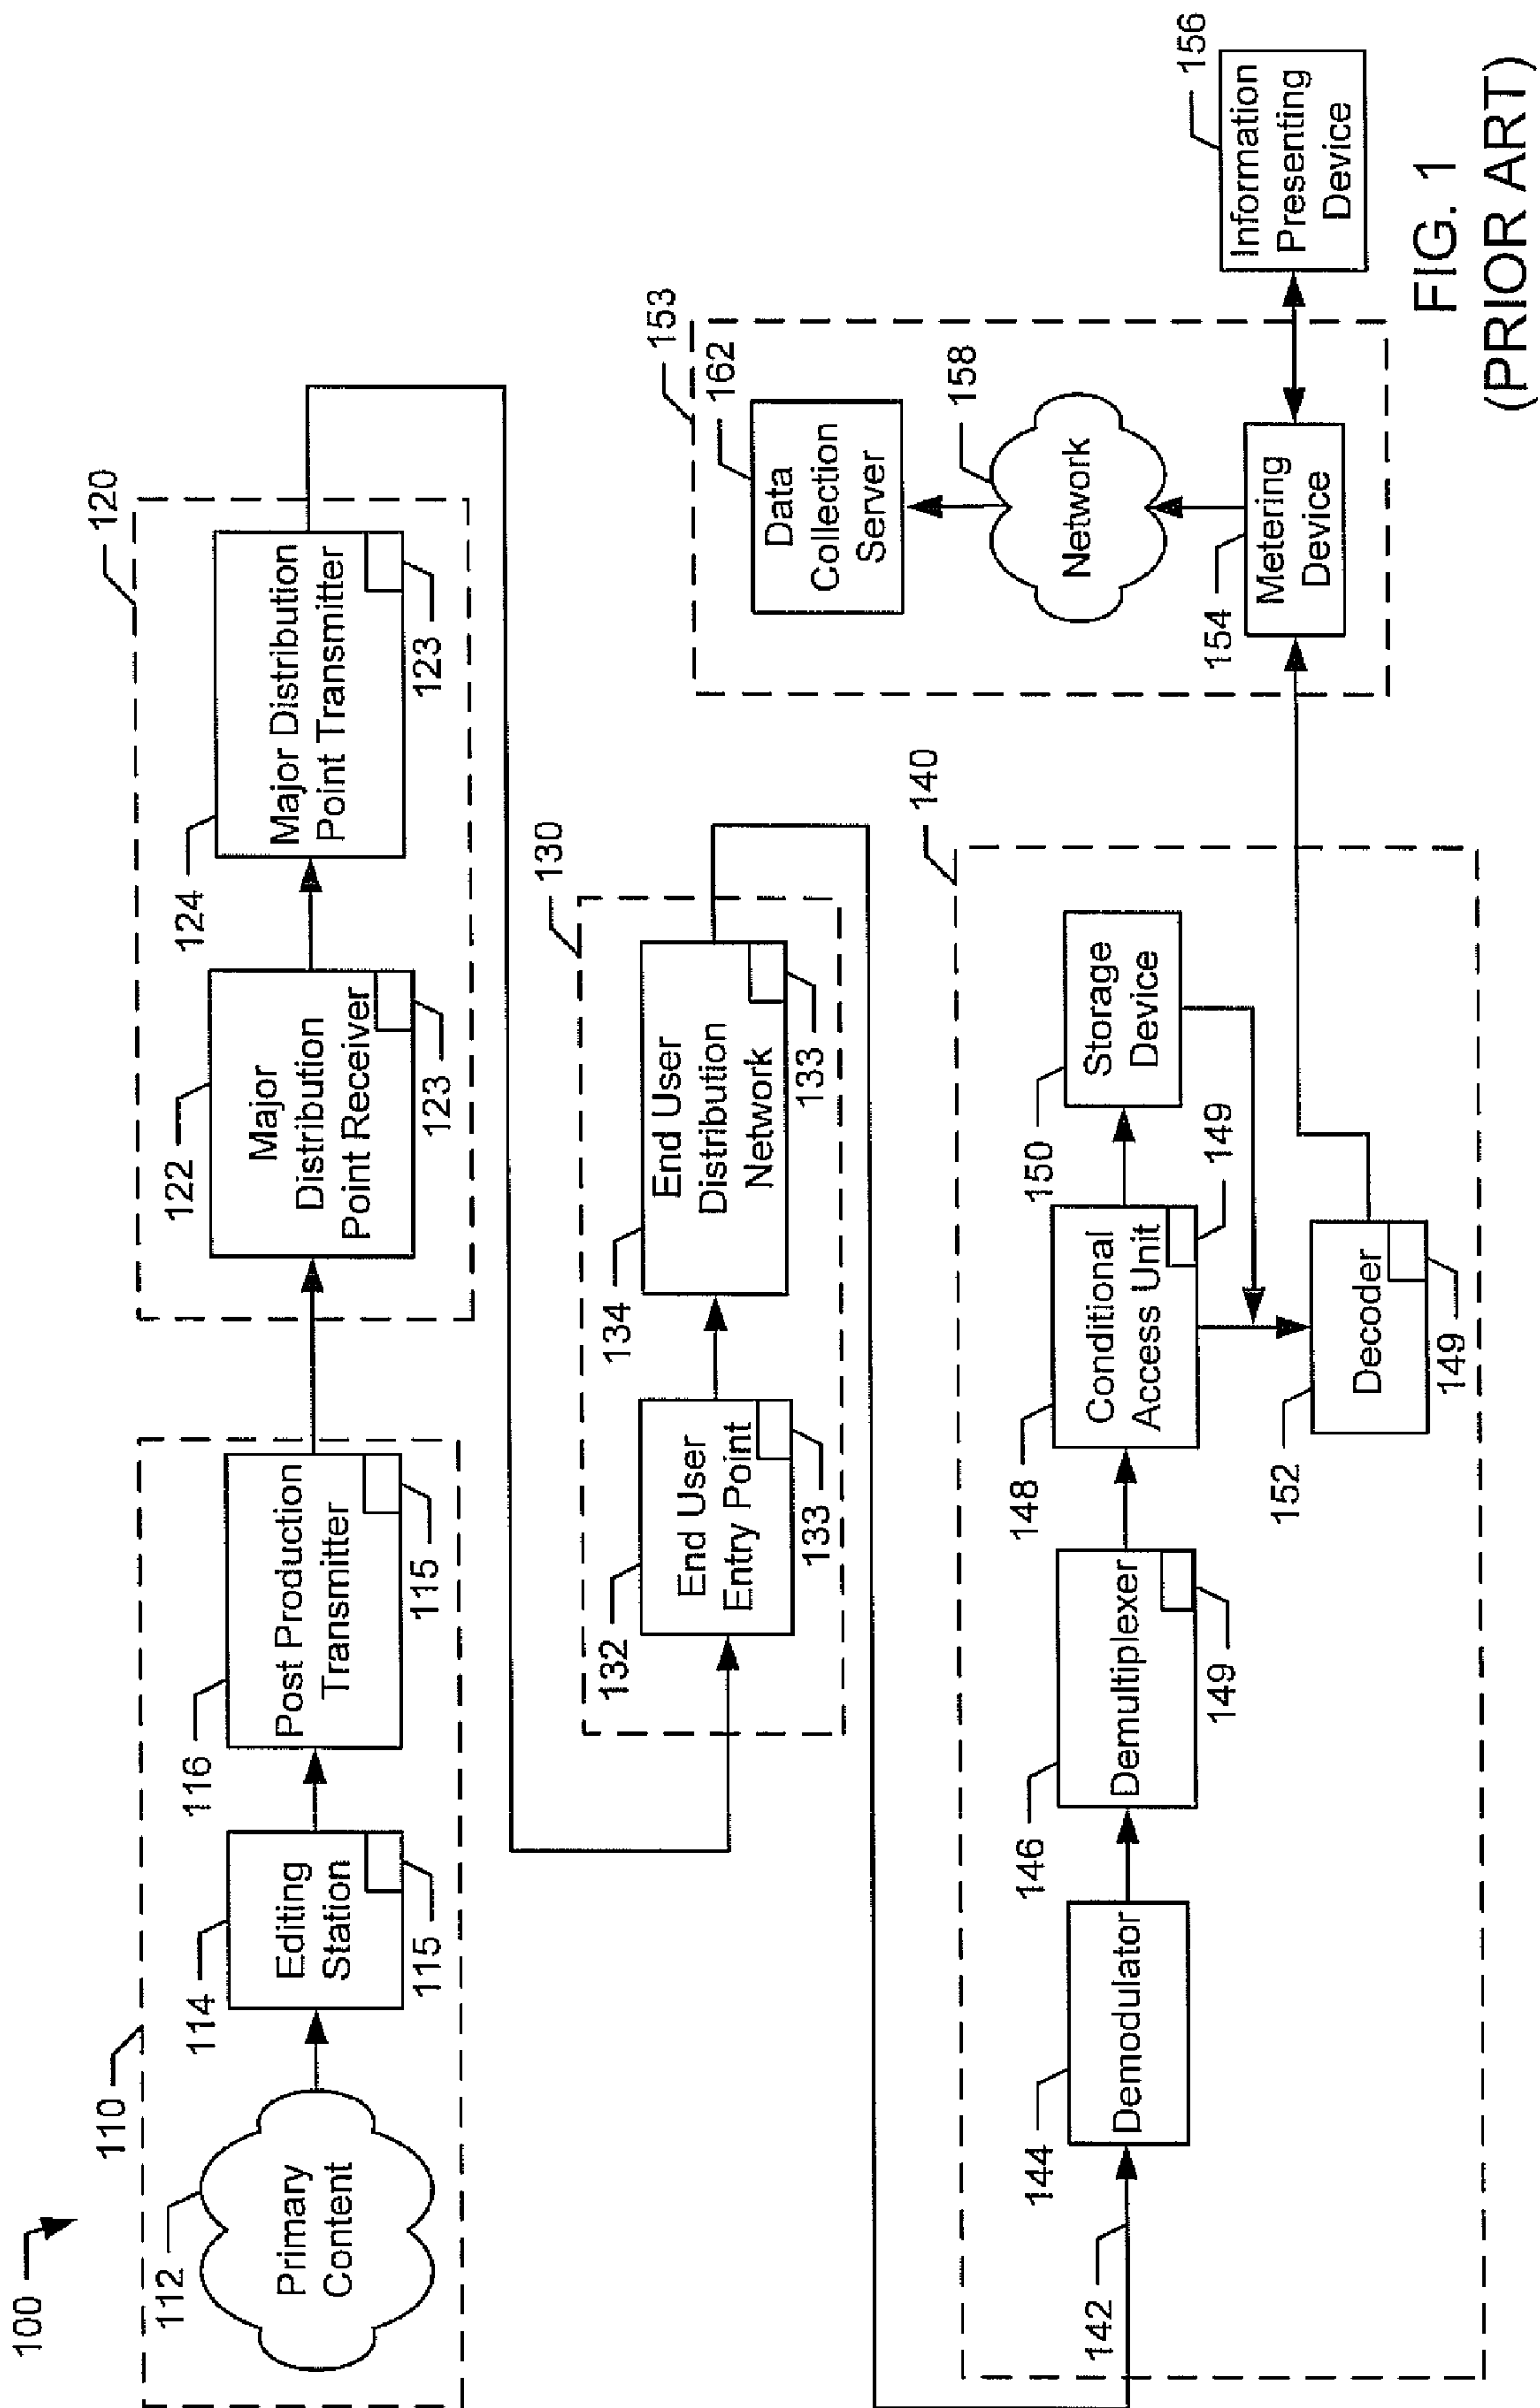 100
110
112
Primary
Content
114
Editing
Station
115
116
Post Production
Transmitter
115
120
122
Major
Distribution
Point Receiver
123
124
Major Distribution
Point Transmitter
123
130
132
End User
Entry Point
133
134
End User
Distribution
Network
133
140
142
144
Demodulator
146
Demultiplexer
149
148
Conditional
Access Unit
149
150
Storage
Device
152
Decoder
149
153
162
Data
Collection
Server
158
Network
154
Metering
Device
156
Information
Presenting
Device
FIG. 1
(PRIOR ART)